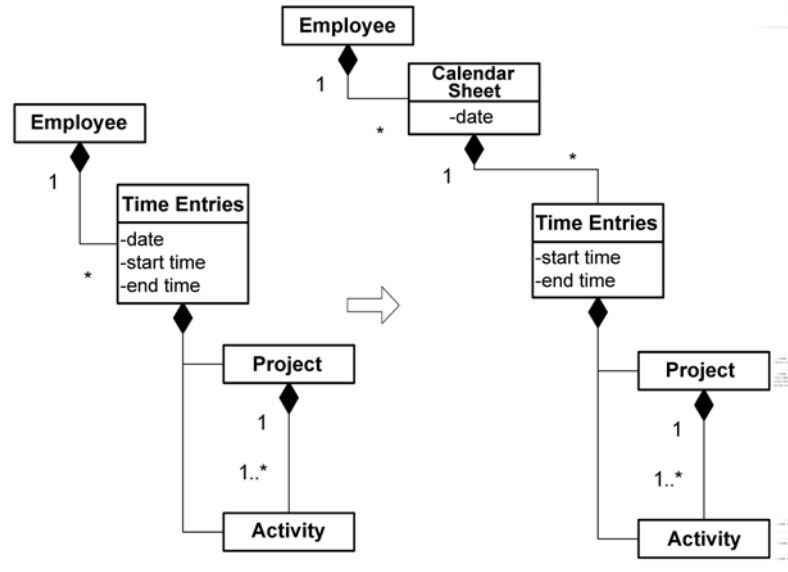 Employee
1
*
Time Entries
-date
-start time
-end time
Project
1
1..*
Activity
Employee
1
*
Calendar
Sheet
-date
1
*
Time Entries
-start time
-end time
Project
1
1..*
Activity